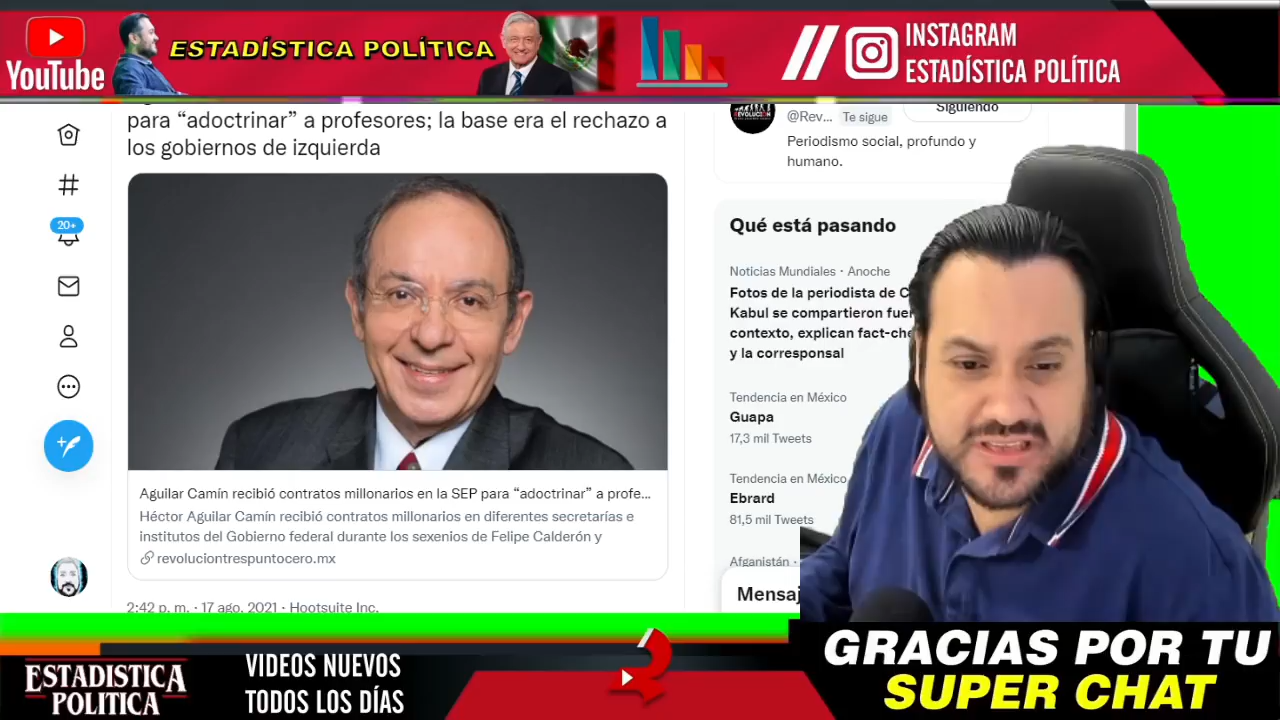 YouTube
ESTADÍSTICA POLÍTICA
INSTAGRAM
ESTADÍSTICA POLÍTICA
para “adoctrinar” a profesores; la base era el rechazo a
los gobiernos de izquierda
20+
Aguilar Camín recibió contratos millonarios en la SEP para “adoctrinar” a profe...
Héctor Aguilar Camín recibió contratos millonarios en diferentes secretarías e
institutos del Gobierno federal durante los sexenios de Felipe Calderón y
revoluciontrespuntocero.mx
2:42 p. m. · 17 ago. 2021 · Hootsuite Inc.
Siguiendo
@Rev... Te sigue
Periodismo social, profundo y
humano.
Qué está pasando
Noticias Mundiales · Anoche
Fotos de la periodista de C
Kabul se compartieron fuer
contexto, explican fact-che
y la corresponsal
Tendencia en México
Guapa
17,3 mil Tweets
Tendencia en México
Ebrard
81,5 mil Tweets
Afganistán ·
Mensaj
ESTADISTICA
POLÍTICA
VIDEOS NUEVOS
TODOS LOS DÍAS
GRACIAS POR TU
SUPER CHAT